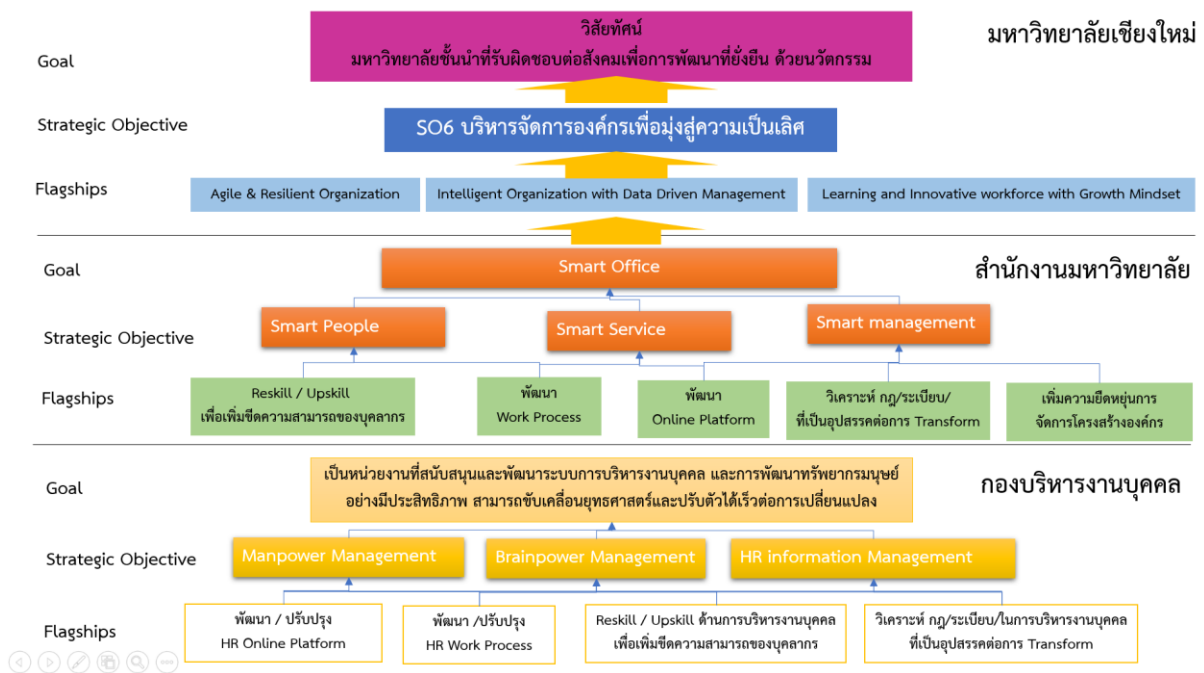 วิสัยทัศน์
มหาวิทยาลัยชั้นนำที่รับผิดชอบต่อสังคมเพื่อการพัฒนาที่ยั่งยืน ด้วยนวัตกรรม
มหาวิทยาลัยเชียงใหม่
Goal
Strategic Objective
SO6 บริหารจัดการองค์กรเพื่อมุ่งสู่ความเป็นเลิศ
Flagships
Agile & Resilient Organization
Intelligent Organization with Data Driven Management
Learning and Innovative workforce with Growth Mindset
Goal
Smart Office
สำนักงานมหาวิทยาลัย
Strategic Objective
Smart People
Smart Service
Smart management
Flagships
Reskill / Upskill
เพื่อเพิ่มขีดความสามารถของบุคลากร
พัฒนา
Work Process
พัฒนา
Online Platform
วิเคราะห์ กฎ/ระเบียบ/
ที่เป็นอุปสรรคต่อการ Transform
เพิ่มความยืดหยุ่นการ
จัดการโครงสร้างองค์กร
Goal
เป็นหน่วยงานที่สนับสนุนและพัฒนาระบบการบริหารงานบุคคล และการพัฒนาทรัพยากรมนุษย์
อย่างมีประสิทธิภาพ สามารถขับเคลื่อนยุทธศาสตร์และปรับตัวได้เร็วต่อการเปลี่ยนแปลง
กองบริหารงานบุคคล
Strategic Objective
Manpower Management
Brainpower Management
HR information Management
Flagships
พัฒนา / ปรับปรุง
HR Online Platform
พัฒนา /ปรับปรุง
HR Work Process
Reskill / Upskill ด้านการบริหารงานบุคคล
เพื่อเพิ่มขีดความสามารถของบุคลากร
วิเคราะห์ กฎ/ระเบียบ/ในการบริหารงานบุคคล
ที่เป็นอุปสรรคต่อการ Transform